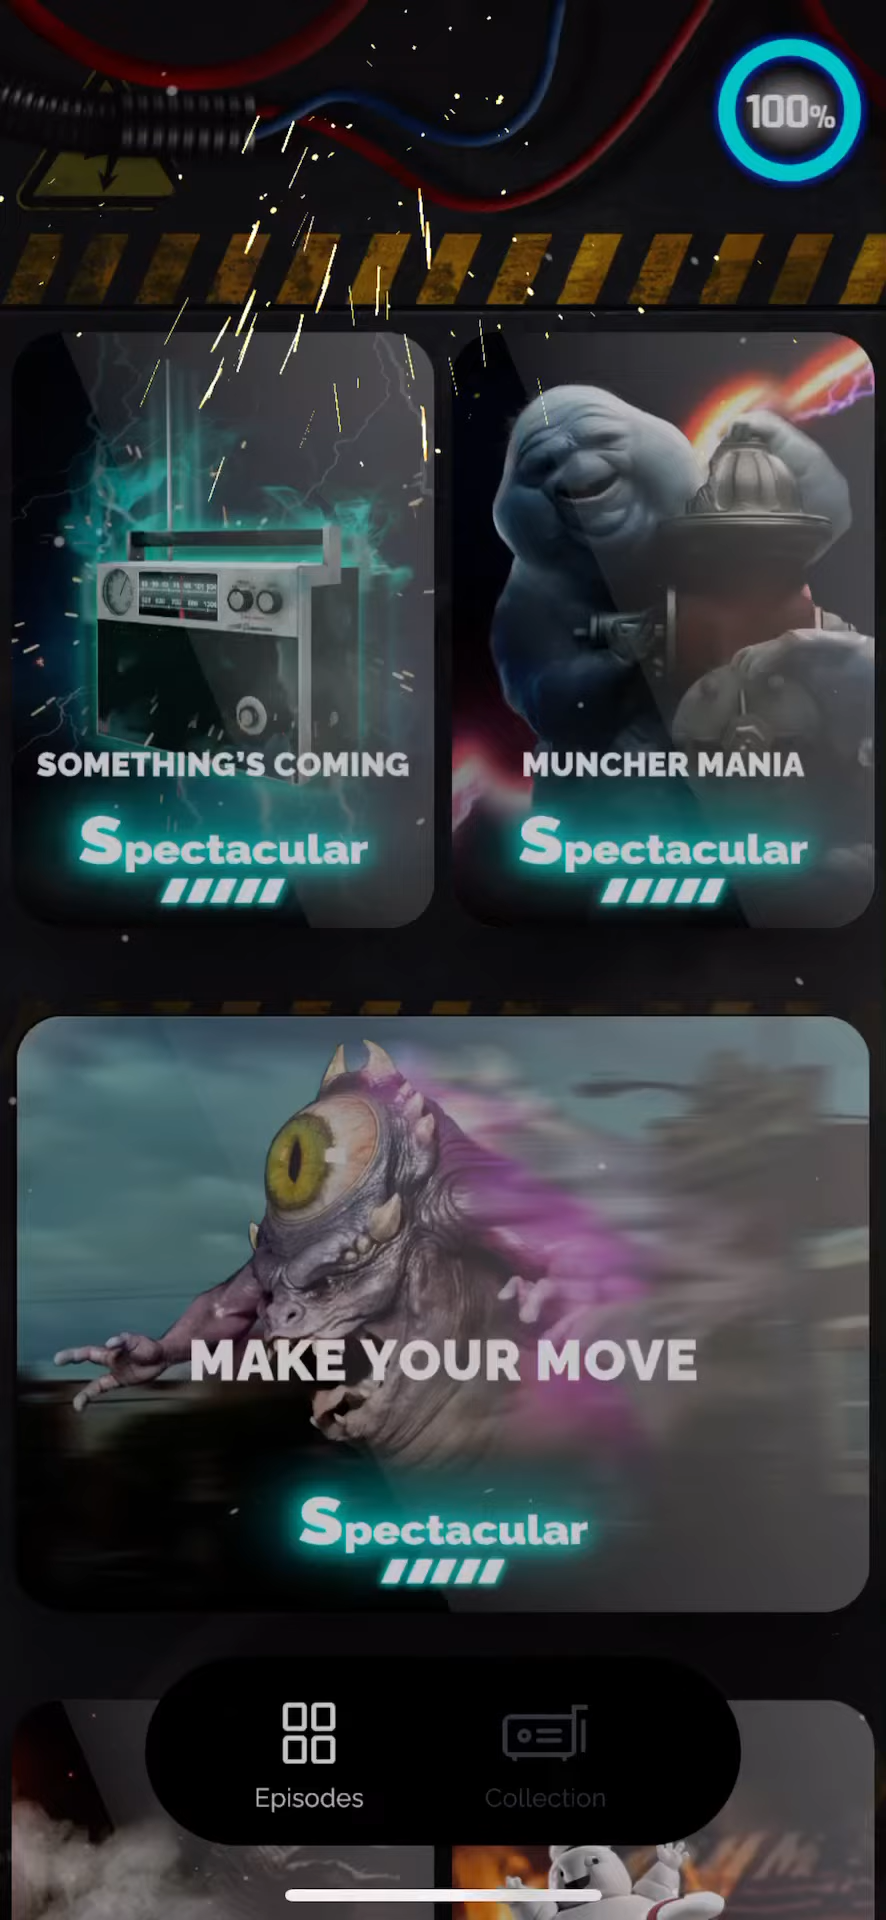 100%
SOMETHING'S COMING
Spectacular
MUNCHER MANIA
Spectacular
MAKE YOUR MOVE
Spectacular
Episodes
Collection